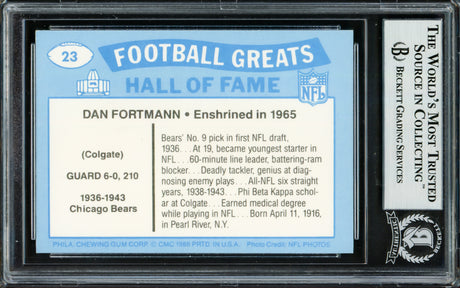 23
FOOTBALL GREATS
HALL OF FAME
NFL
DAN FORTMANN • Enshrined in 1965
(Colgate)
GUARD 6-0, 210
1936-1943
Chicago Bears
Bears' No. 9 pick in first NFL draft,
1936. . . At 19, became youngest starter in
NFL. . . 60-minute line leader, battering-ram
blocker. . . Deadly tackler, genius at diag-
nosing enemy plays. . . All-NFL six straight
years, 1938-1943. . . Phi Beta Kappa scholar
at Colgate. . . Earned medical degree
while playing in NFL. . . Born April 11, 1916,
in Pearl River, N.Y.
PHILA. CHEWING GUM CORP. © CMC 1988 PRTD. IN U.S.A. Photo Credit: NFL PHOTOS
THE WORLD'S MOST TRUSTED
SOURCE IN COLLECTING™
BECKETT GRADING SERVICES
B
BECKETT
AUTHENTICS